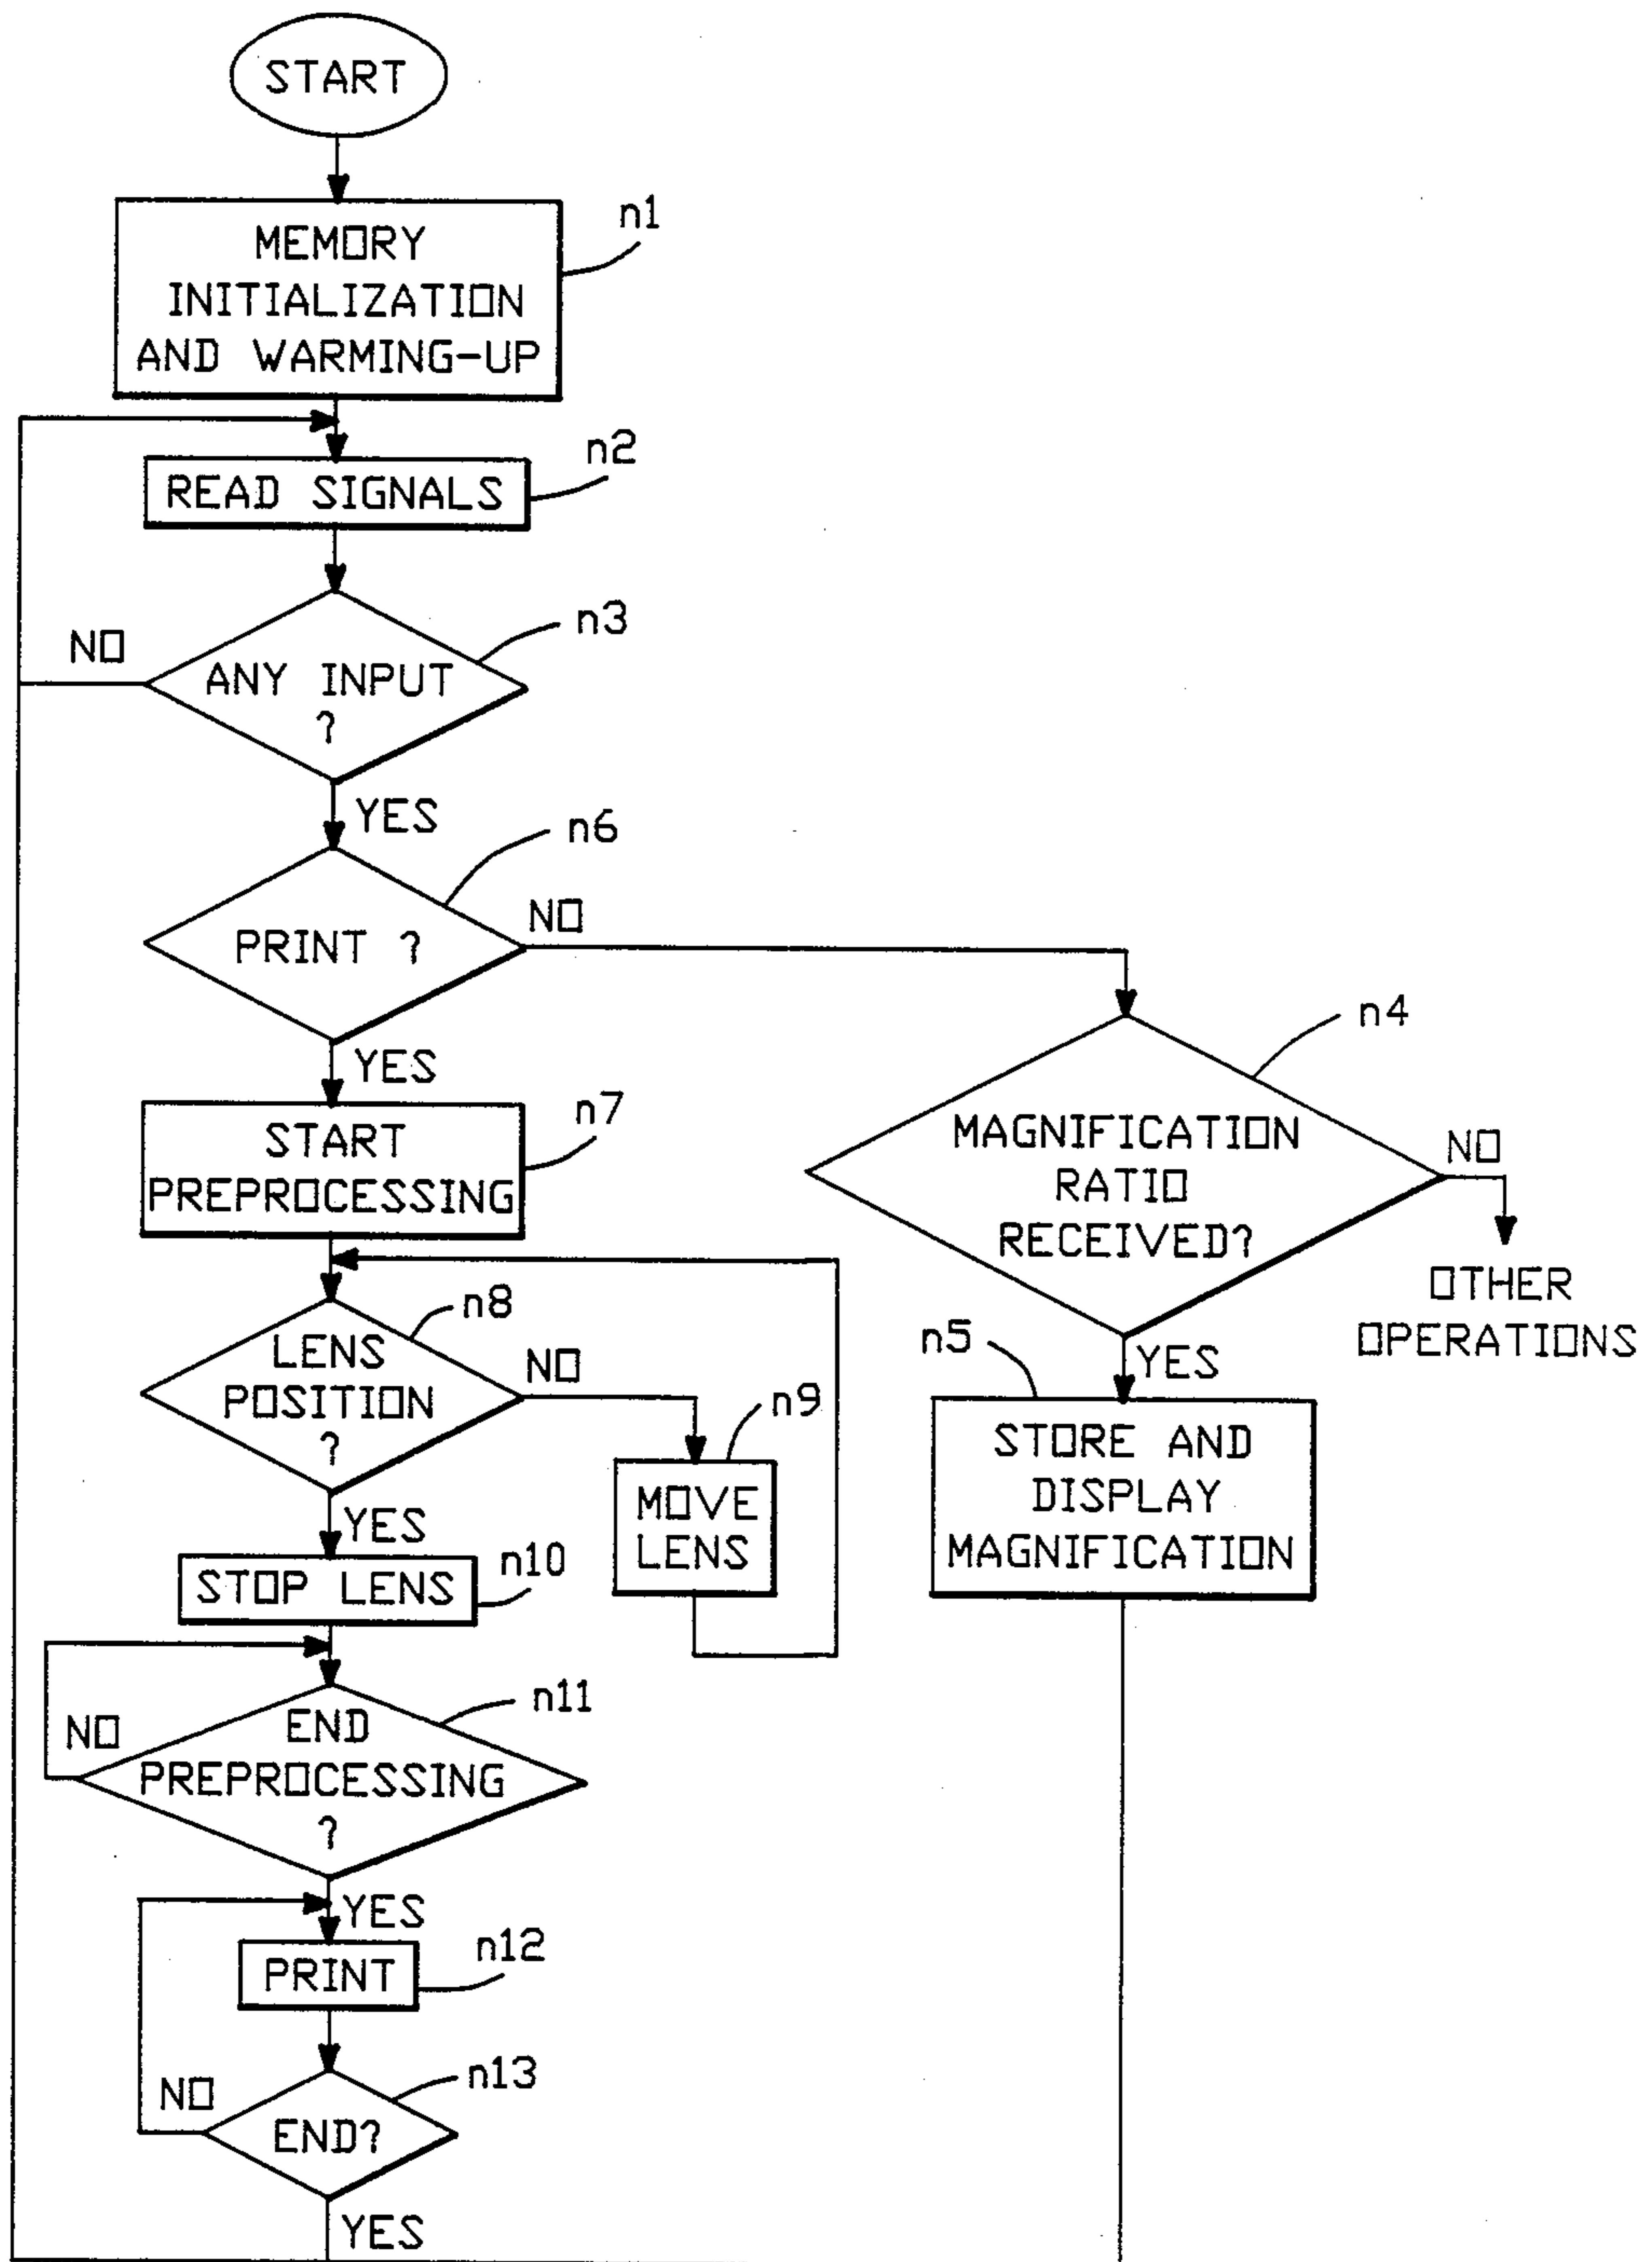 START
MEMORY
INITIALIZATION
AND WARMING-UP
n1
READ SIGNALS
n2
ANY INPUT
?
n3
NO
YES
PRINT ?
n6
NO
YES
START
PREPROCESSING
n7
MAGNIFICATION
RATIO
RECEIVED?
n4
NO
OTHER
OPERATIONS
YES
n5
STORE AND
DISPLAY
MAGNIFICATION
LENS
POSITION
?
n8
NO
n9
MOVE
LENS
YES
STOP LENS
n10
END
PREPROCESSING
?
n11
NO
YES
PRINT
n12
END?
n13
NO
YES